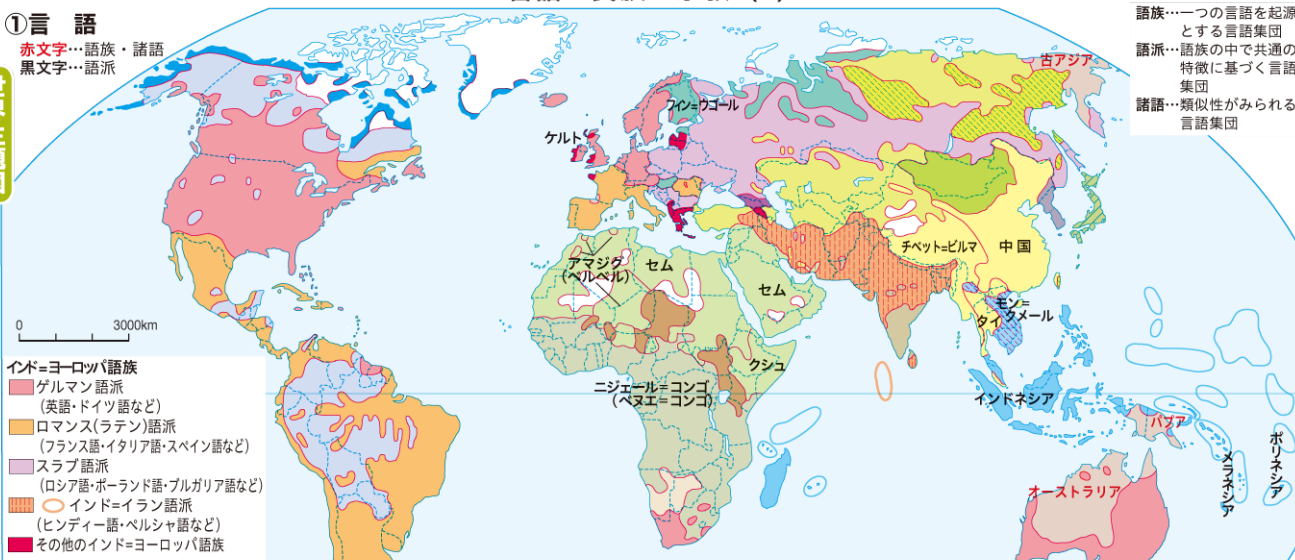 ①言語
赤文字…語族・諸語
黒文字…語派
語族…一つの言語を起源
とする言語集団
語派…語族の中で共通の
特徴に基づく言語
集団
諸語…類似性がみられる
言語集団
古アジア
フィン=ウゴール
ケルト
チベット=ビルマ
中国
アマジグ
(ベルベル)
セム
セム
モン=
クメール
タイ
クシュ
ニジェール=コンゴ
(ベヌエ=コンゴ)
インドネシア
パプア
メラネシア
ポリネシア
オーストラリア
0 3000km
インド=ヨーロッパ語族
ゲルマン語派
(英語・ドイツ語など)
ロマンス(ラテン)語派
(フランス語・イタリア語・スペイン語など)
スラブ語派
(ロシア語・ポーランド語・ブルガリア語など)
インド=イラン語派
(ヒンディー語・ペルシャ語など)
その他のインド=ヨーロッパ語族